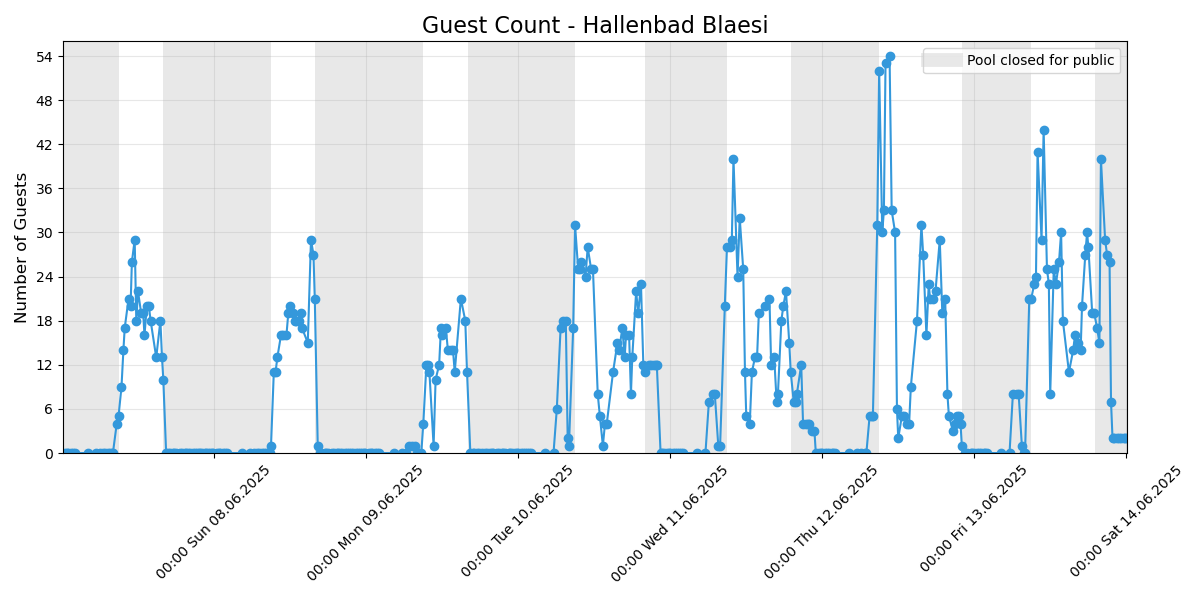 Guest Count - Hallenbad Blaesi
Pool closed for public
Number of Guests
54
48
42
36
30
24
18
12
6
0
00:00 Sun 08.06.2025
00:00 Mon 09.06.2025
00:00 Tue 10.06.2025
00:00 Wed 11.06.2025
00:00 Thu 12.06.2025
00:00 Fri 13.06.2025
00:00 Sat 14.06.2025